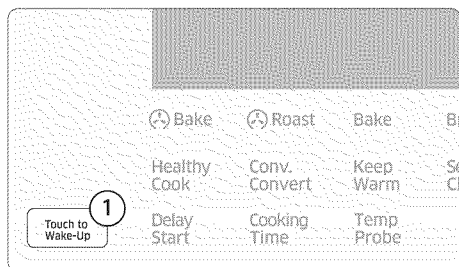 Bake Roast Bake
Healthy Conv. Keep
Cook Convert Warm
1
Touch to
Wake-Up
Delay Cooking Temp
Start Time Probe